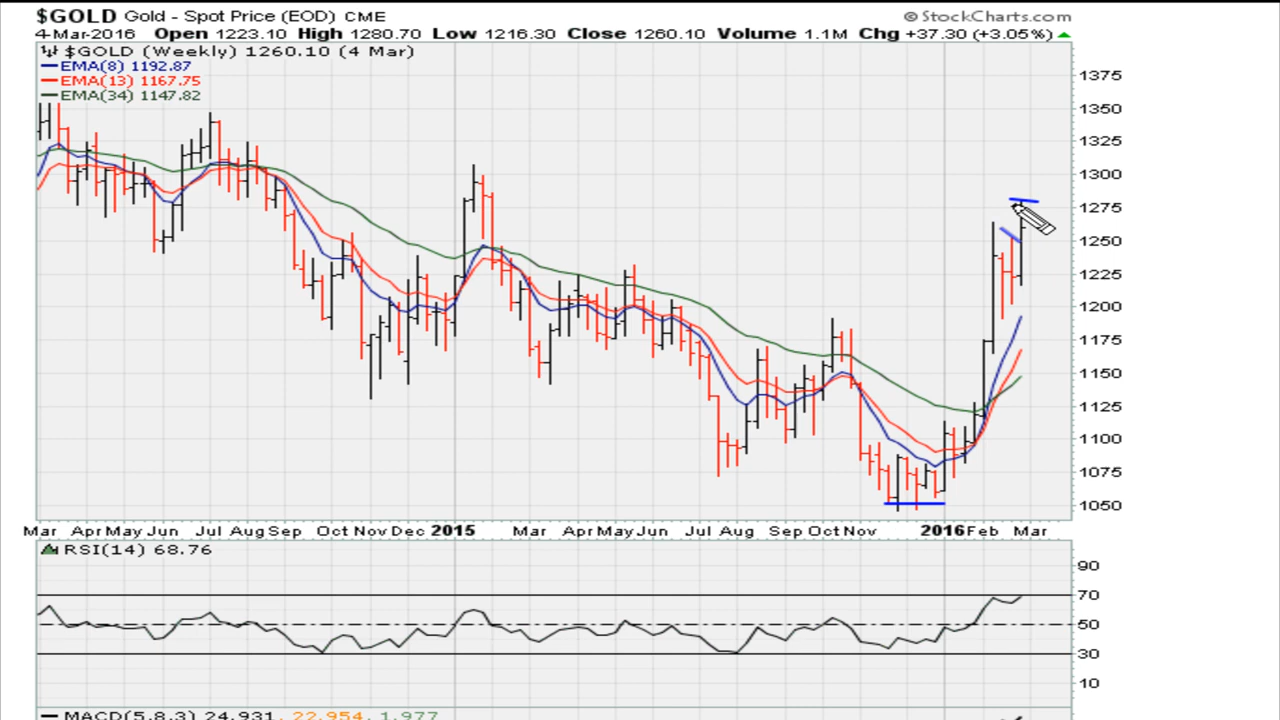 $GOLD Gold - Spot Price (EOD) CME © StockCharts.com
4-Mar-2016 Open 1223.10 High 1280.70 Low 1216.30 Close 1260.10 Volume 1.1M Chg +37.30 (+3.05%)
$GOLD (Weekly) 1260.10 (4 Mar)
EMA(8) 1192.87
EMA(13) 1167.75
EMA(34) 1147.82
1375
1350
1325
1300
1275
1250
1225
1200
1175
1150
1125
1100
1075
1050
Mar Apr May Jun Jul Aug Sep Oct Nov Dec 2015 Mar Apr May Jun Jul Aug Sep Oct Nov 2016 Feb Mar
RSI(14) 68.76
90
70
50
30
10
MACD(5,8,3) 24.931, 22.954, 1.977